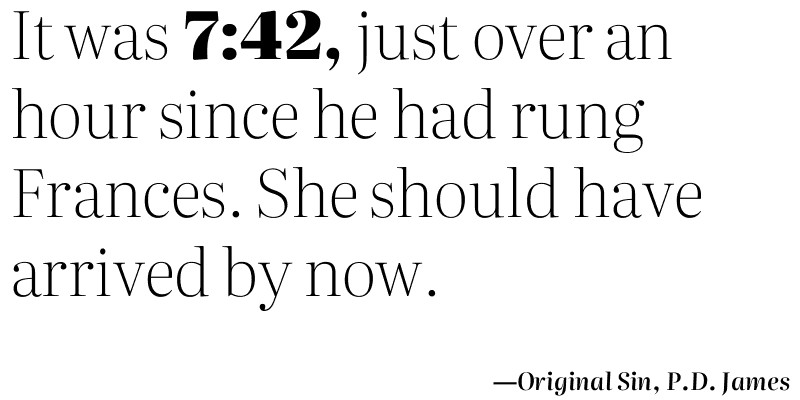 It was 7:42, just over an
hour since he had rung
Frances. She should have
arrived by now.
—Original Sin, P.D. James